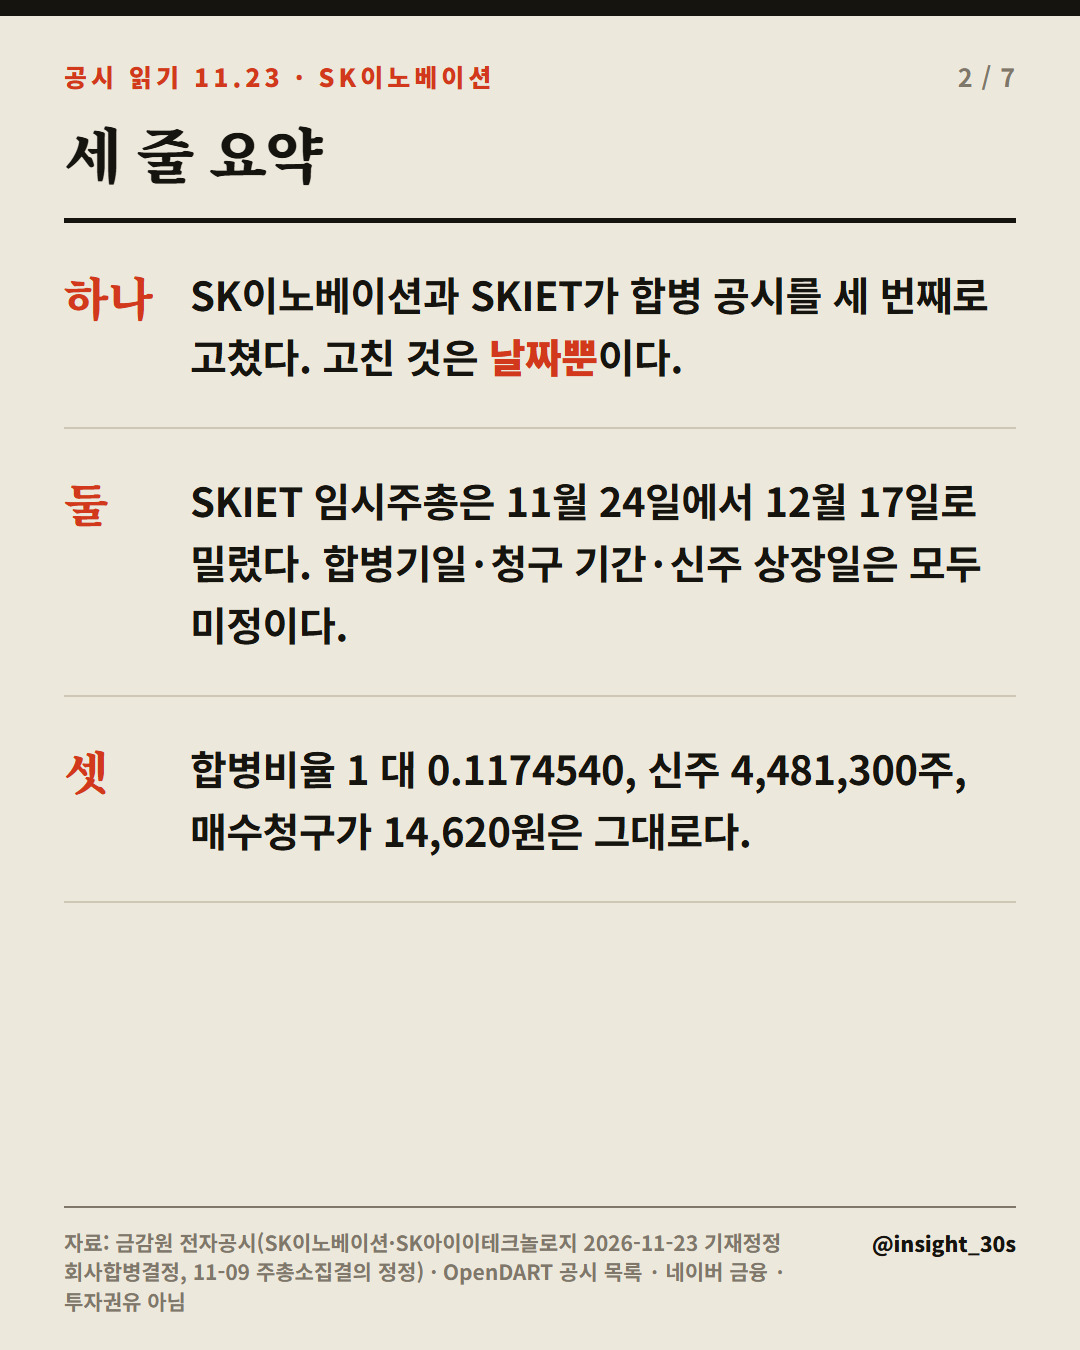 공시 읽기 11.23 · SK이노베이션
2 / 7
세 줄 요약
하나
SK이노베이션과 SKIET가 합병 공시를 세 번째로
고쳤다. 고친 것은 날짜뿐이다.
둘
SKIET 임시주총은 11월 24일에서 12월 17일로
밀렸다. 합병기일·청구 기간·신주 상장일은 모두
미정이다.
셋
합병비율 1 대 0.1174540, 신주 4,481,300주,
매수청구가 14,620원은 그대로다.
자료: 금감원 전자공시(SK이노베이션·SK아이이테크놀로지 2026-11-23 기재정정
회사합병결정, 11-09 주총소집결의 정정) · OpenDART 공시 목록 · 네이버 금융 ·
투자권유 아님
@insight_30s